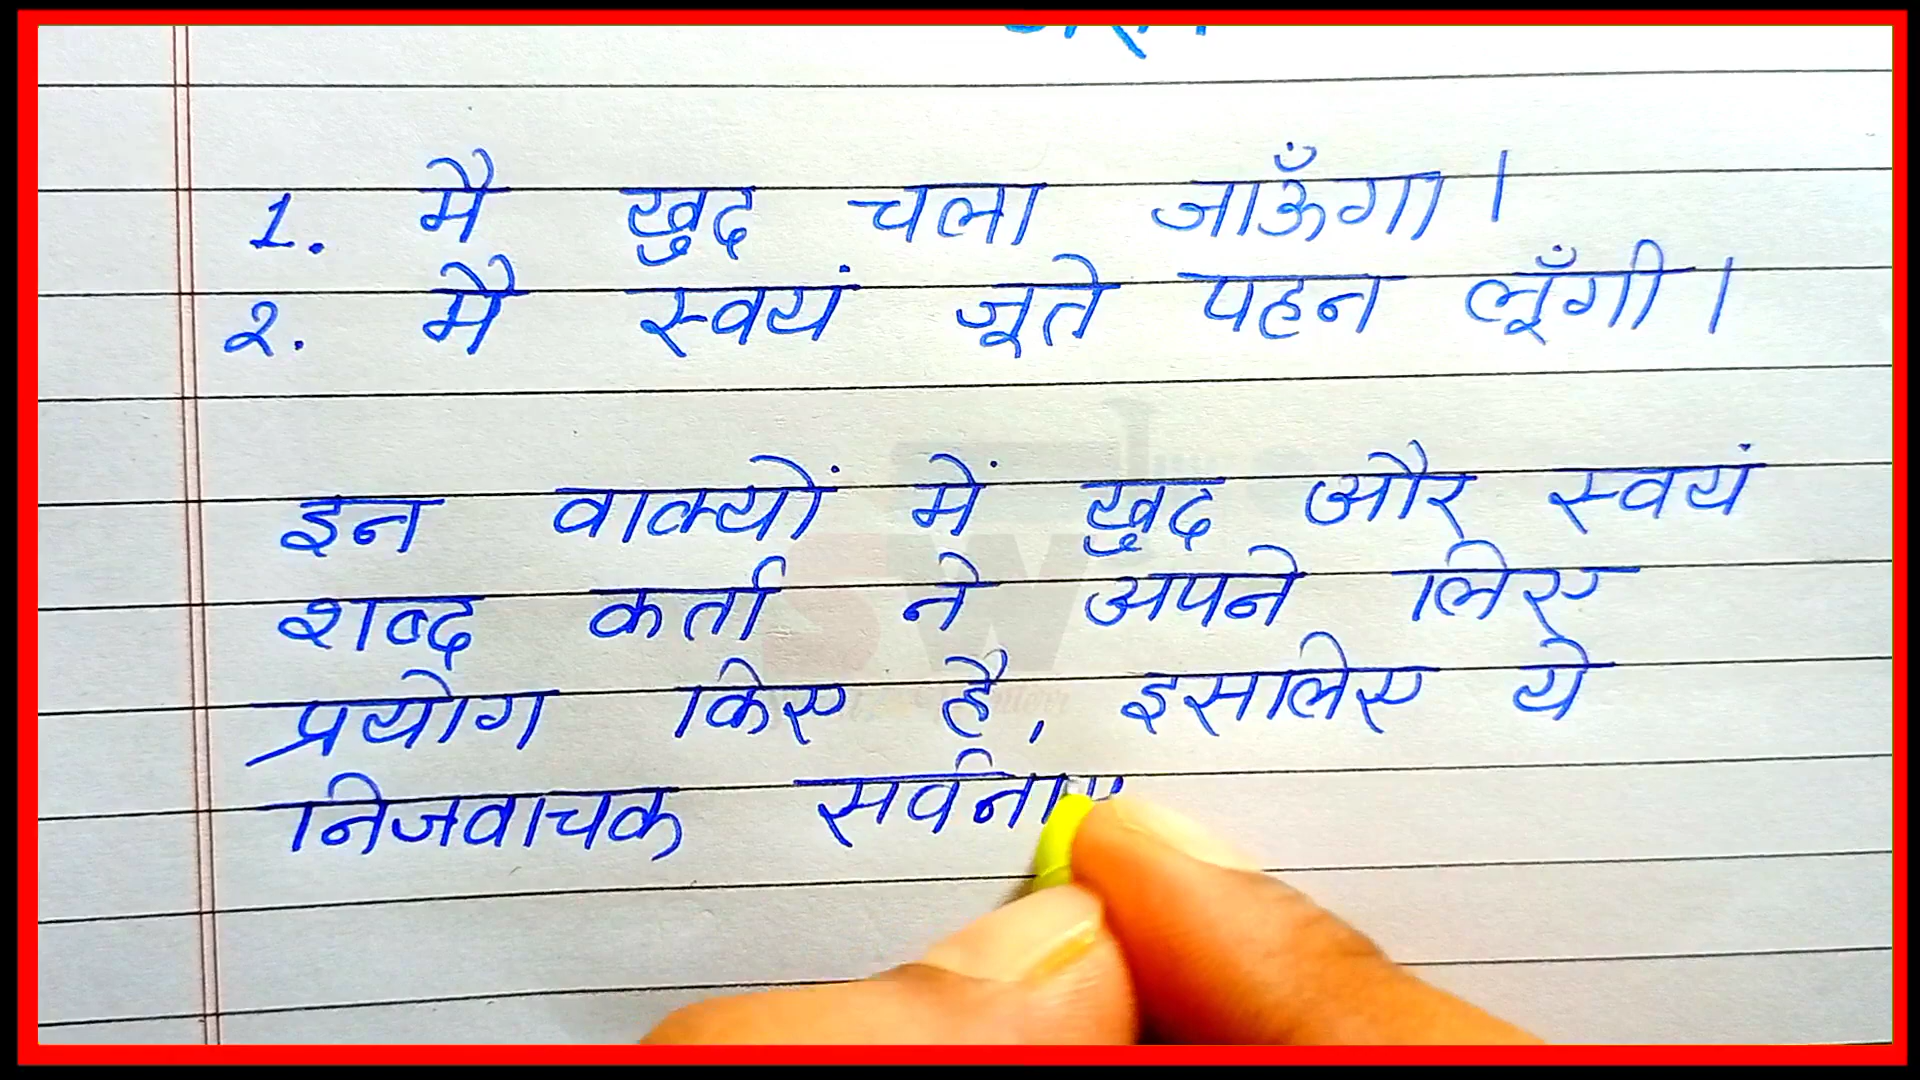 1. मै खुद चला जाऊँगा ।
2. मै स्वयं जूते पहन लूँगी ।
इन वाक्यों में खुद और स्वयं
शब्द कर्ता ने अपने लिए
प्रयोग किए है, इसलिए ये
निजवाचक